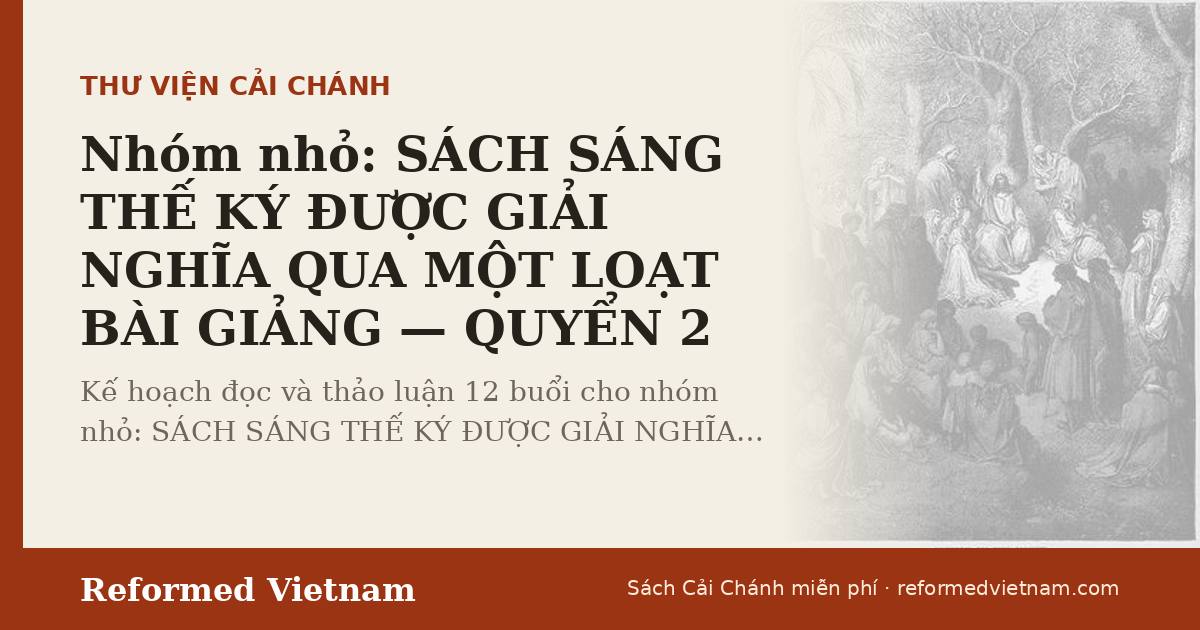 THƯ VIỆN CẢI CHÁNH
Nhóm nhỏ: SÁCH SÁNG
THẾ KÝ ĐƯỢC GIẢI
NGHĨA QUA MỘT LOẠT
BÀI GIẢNG — QUYỂN 2
Kế hoạch đọc và thảo luận 12 buổi cho nhóm
nhỏ: SÁCH SÁNG THẾ KÝ ĐƯỢC GIẢI NGHĨA...
Reformed Vietnam
Sách Cải Chánh miễn phí · reformedvietnam.com